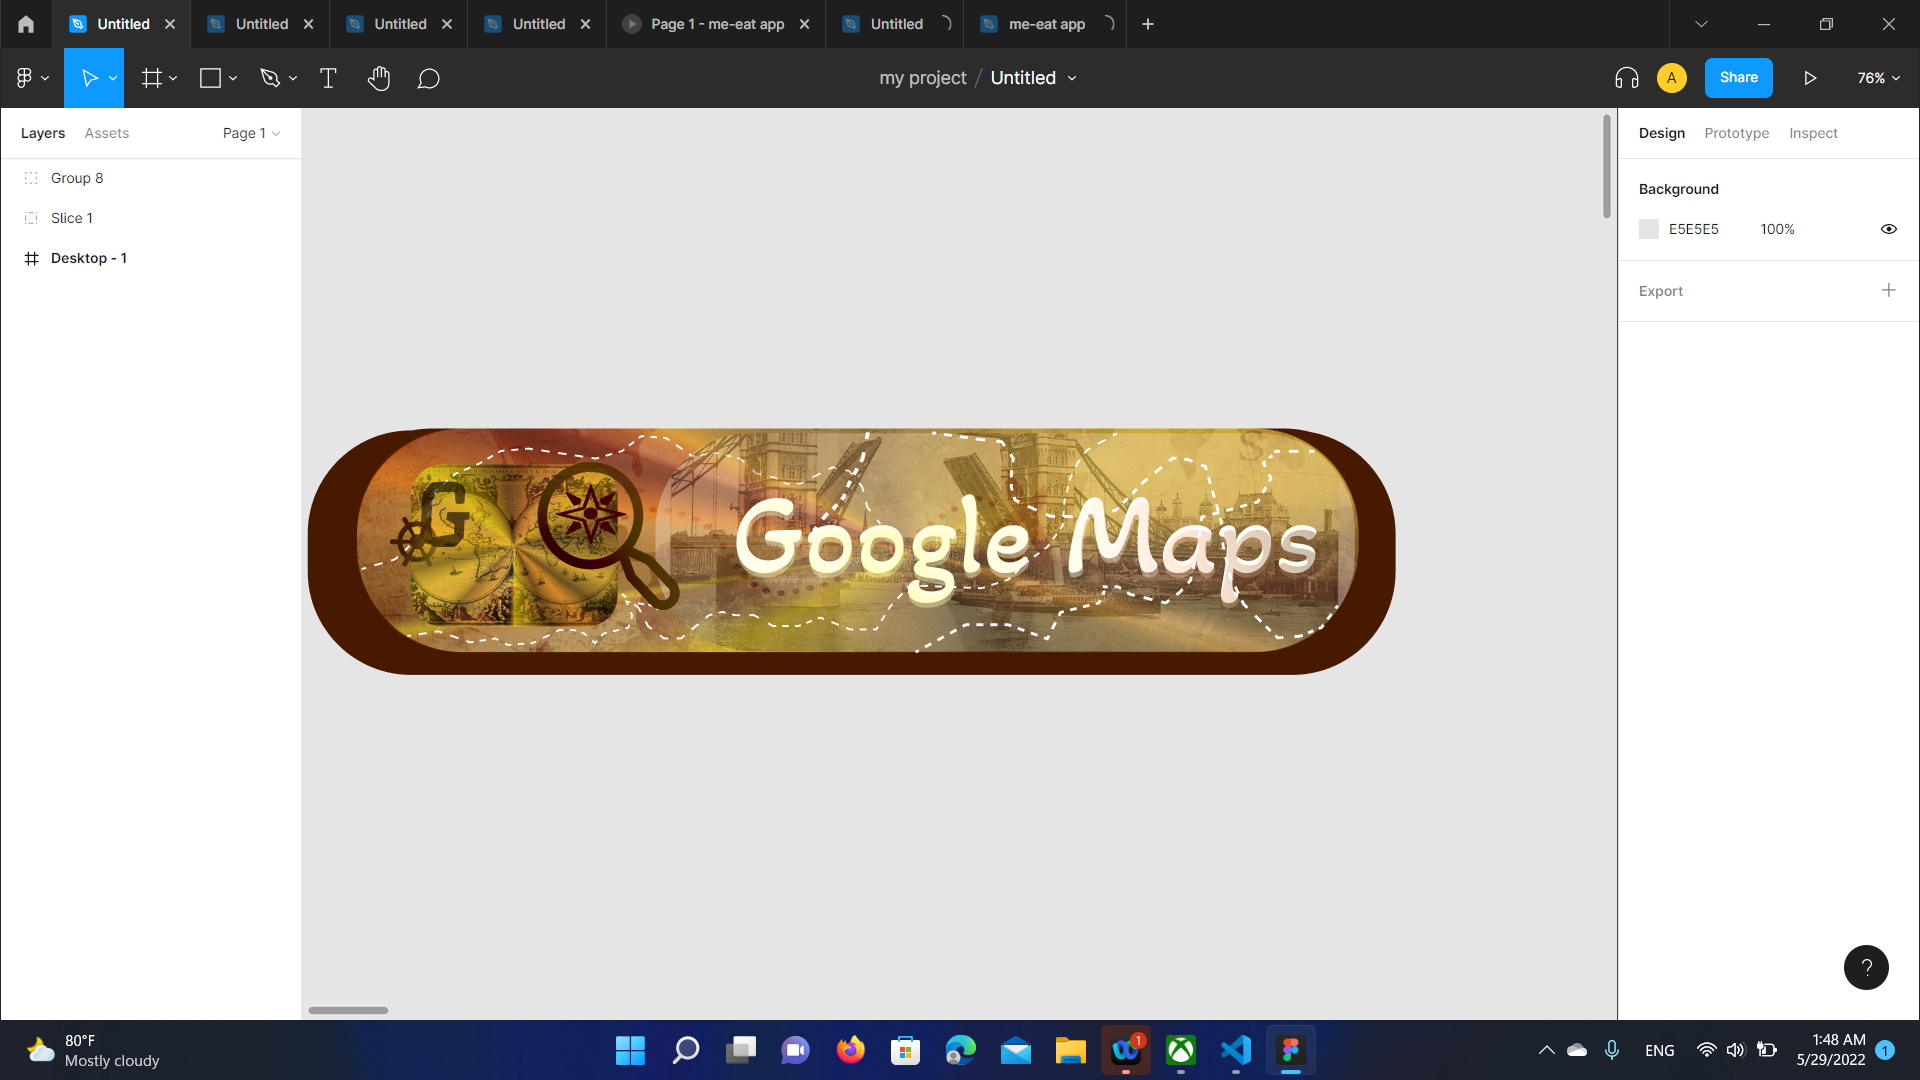 Untitled
Untitled
Untitled
Untitled
Page 1 - me-eat app
Untitled
me-eat app
my project / Untitled
A
Share
76%
Layers
Assets
Page 1
Design
Prototype
Inspect
Group 8
Slice 1
Desktop - 1
Background
E5E5E5
100%
Export
G
Google Maps
?
80°F
Mostly cloudy
1
ENG
1:48 AM
5/29/2022
1